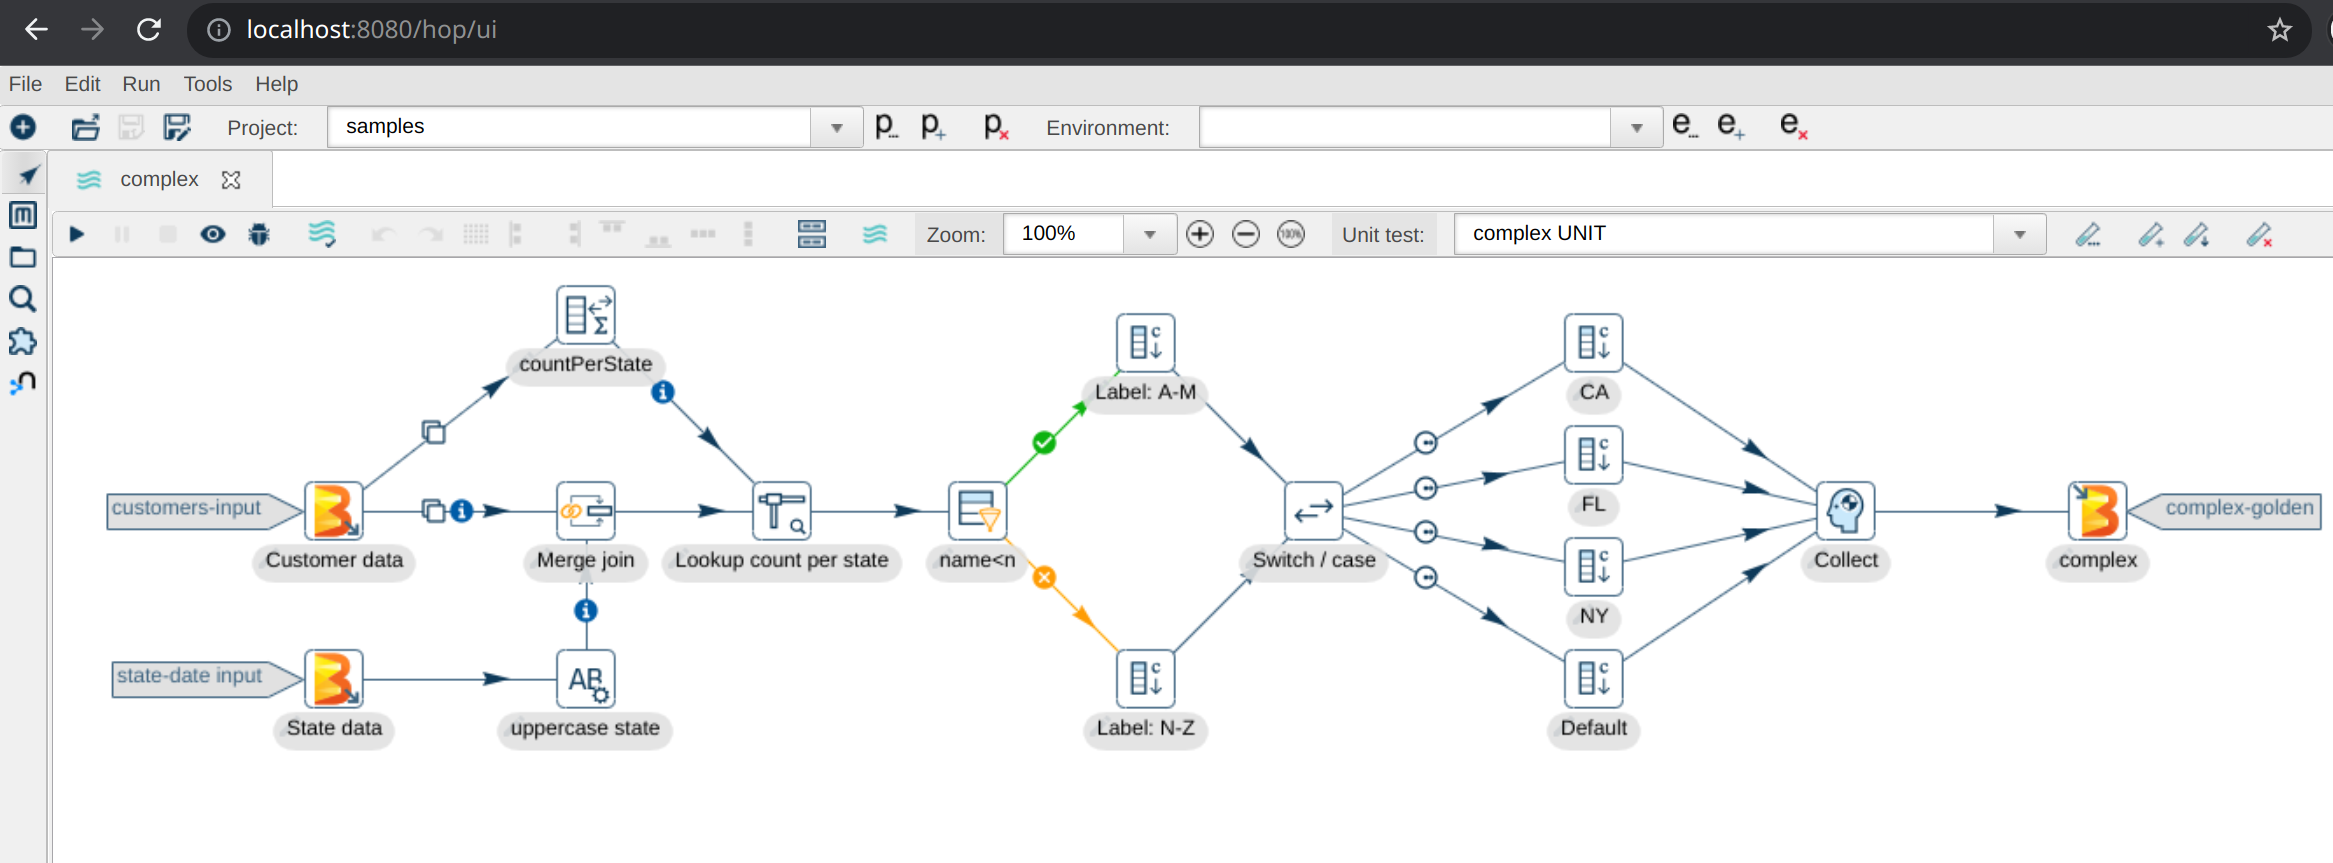 localhost:8080/hop/ui
File Edit Run Tools Help
Project: samples Environment:
complex
Zoom: 100% 100% Unit test: complex UNIT
countPerState
Label: A-M
CA
FL
customers-input
complex-golden
Customer data
Merge join
Lookup count per state
name<n
Switch / case
Collect
complex
NY
state-date input
State data
uppercase state
Label: N-Z
Default